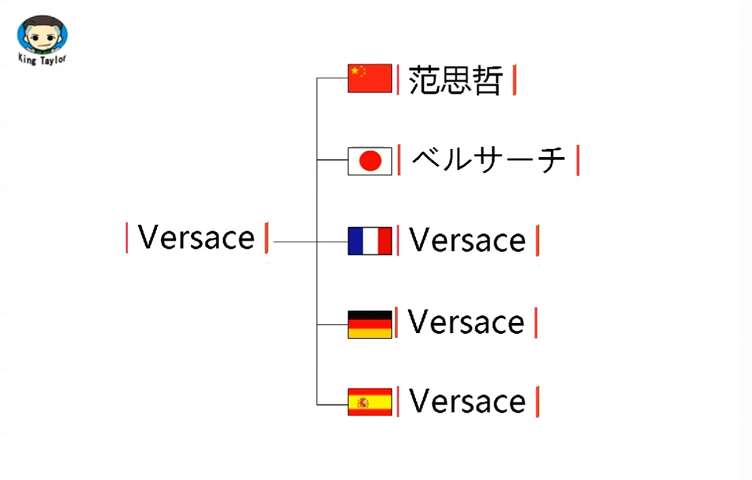 King Taylor
范思哲
ベルサーチ
Versace
Versace
Versace
Versace